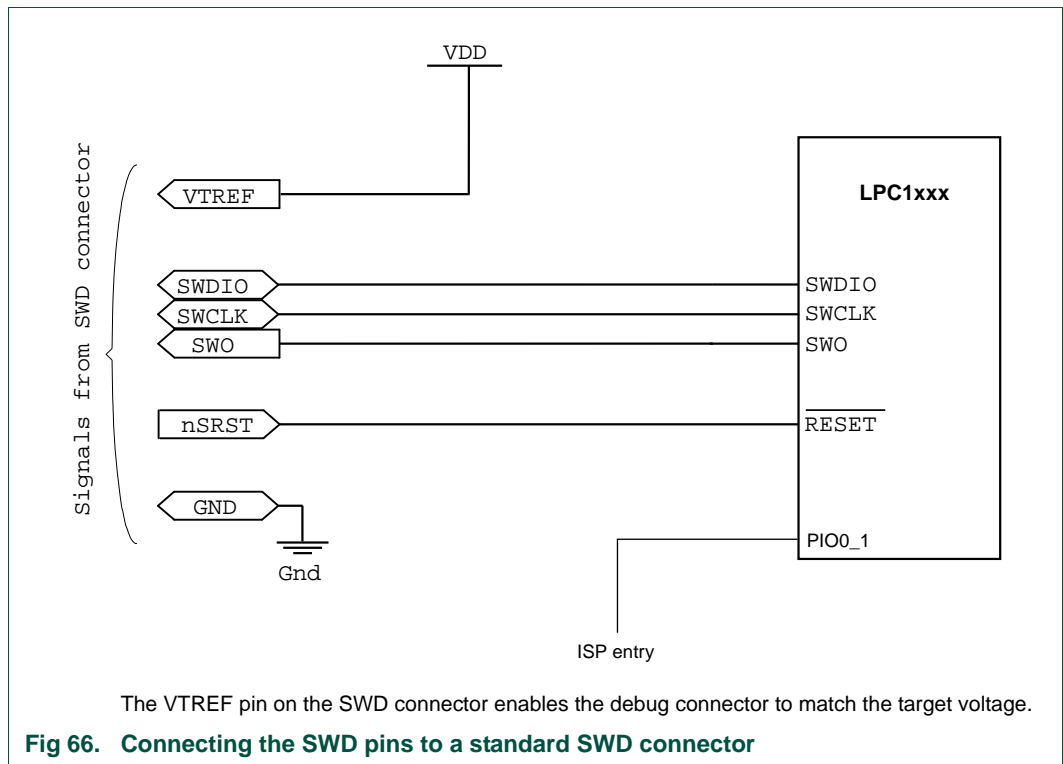 VDD
Signals from SWD connector
VTREF
LPC1xxx
SWDIO
SWDIO
SWCLK
SWCLK
SWO
SWO
nSRST
RESET
GND
Gnd
PIO0_1
ISP entry
The VTREF pin on the SWD connector enables the debug connector to match the target voltage.
Fig 66. Connecting the SWD pins to a standard SWD connector